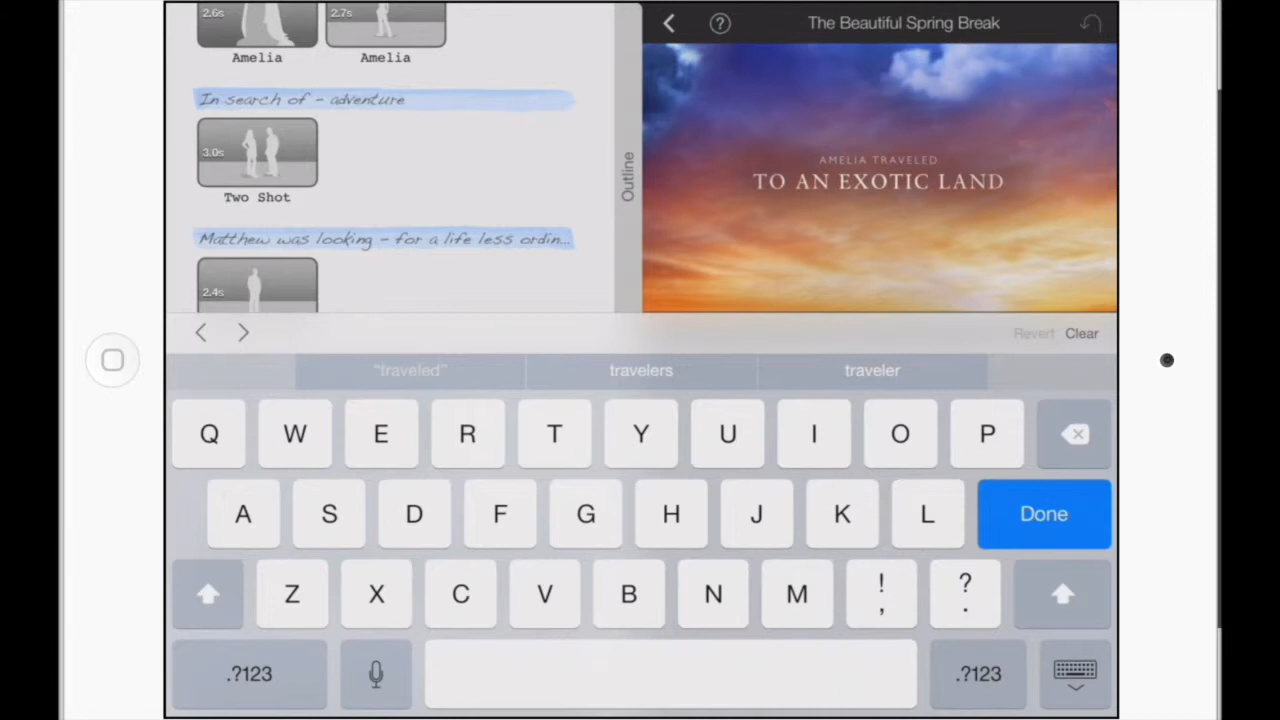 2.6s
2.7s
Amelia
Amelia
In search of - adventure
3.0s
Two Shot
Matthew was looking - for a life less ordin...
2.4s
Outline
?
The Beautiful Spring Break
AMELIA TRAVELED
TO AN EXOTIC LAND
Revert Clear
"traveled" travelers traveler
Q W E R T Y U I O P
A S D F G H J K L Done
Z X C V B N M ! , ? .
.?123 .?123